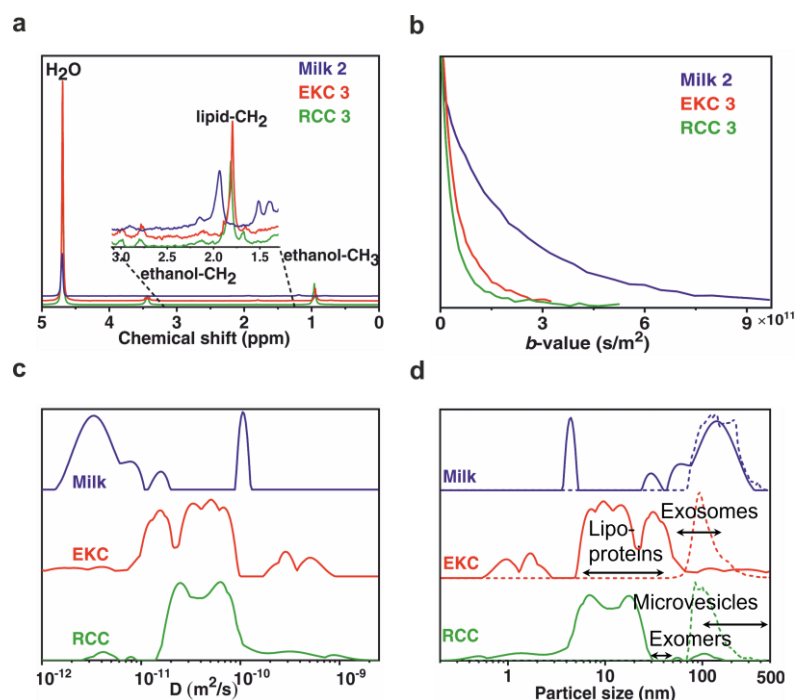 a
H2O
Milk 2
EKC 3
RCC 3
lipid-CH2
3.0 2.5 2.0 1.5
ethanol-CH2
ethanol-CH3
5 4 3 2 1 0
Chemical shift (ppm)
b
Milk 2
EKC 3
RCC 3
0 3 6 9 ×10¹¹
b-value (s/m²)
c
Milk
EKC
RCC
10⁻¹² 10⁻¹¹ 10⁻¹⁰ 10⁻⁹
D (m²/s)
d
Milk
EKC
Exosomes
Lipo-
proteins
Microvesicles
RCC
Exomers
1 10 100 500
Particel size (nm)